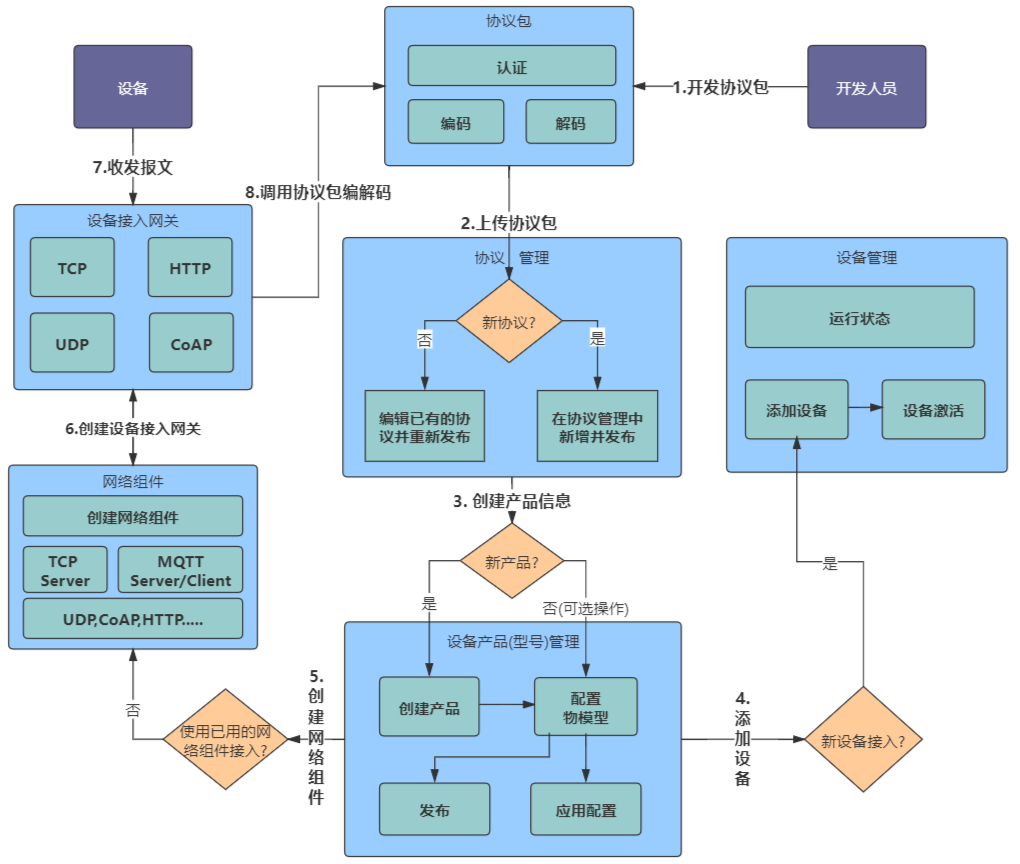 协议包
认证
编码
解码
1.开发协议包
开发人员
设备
7.收发报文
8.调用协议包编解码
设备接入网关
TCP
HTTP
UDP
CoAP
2.上传协议包
协议 管理
新协议?
否
是
编辑已有的协
议并重新发布
在协议管理中
新增并发布
设备管理
运行状态
添加设备
设备激活
6.创建设备接入网关
网络组件
创建网络组件
TCP
Server
MQTT
Server/Client
UDP,CoAP,HTTP.....
3. 创建产品信息
新产品?
是
否(可选操作)
设备产品(型号)管理
创建产品
配置
物模型
发布
应用配置
5.
创
建
网
络
组
件
使用已用的网
络组件接入?
否
4.
添
加
设
备
新设备接入?
是